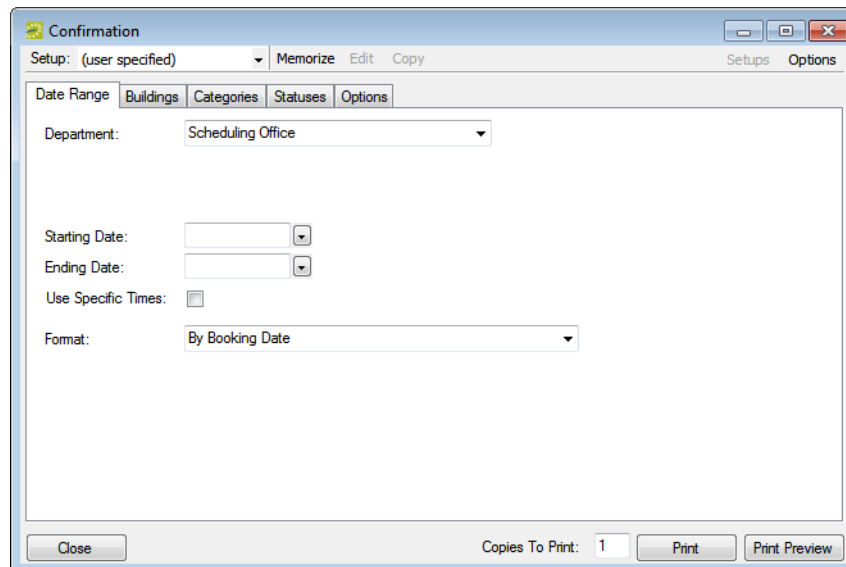 Confirmation
Setup: (user specified) Memorize Edit Copy Setups Options
Date Range Buildings Categories Statuses Options
Department: Scheduling Office
Starting Date:
Ending Date:
Use Specific Times:
Format: By Booking Date
Close Copies To Print: 1 Print Print Preview